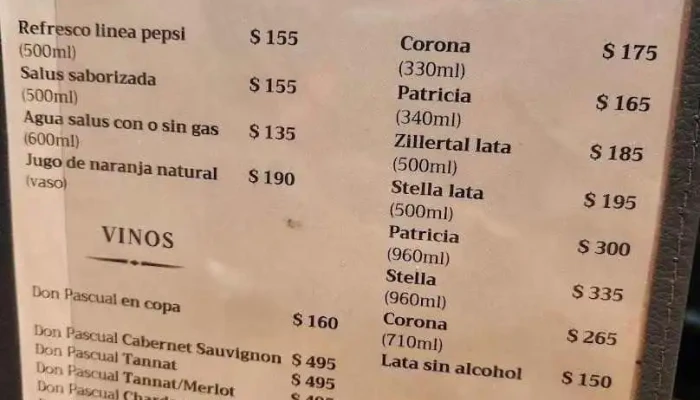 Refresco linea pepsi $ 155
(500ml)
Salus saborizada $ 155
(500ml)
Agua salus con o sin gas $ 135
(600ml)
Jugo de naranja natural $ 190
(vaso)
VINOS
Don Pascual en copa $ 160
Don Pascual Cabernet Sauvignon $ 495
Don Pascual Tannat $ 495
Don Pascual Tannat/Merlot
Don Pascual
Corona $ 175
(330ml)
Patricia $ 165
(340ml)
Zillertal lata $ 185
(500ml)
Stella lata $ 195
(500ml)
Patricia $ 300
(960ml)
Stella $ 335
(960ml)
Corona $ 265
(710ml)
Lata sin alcohol $ 150